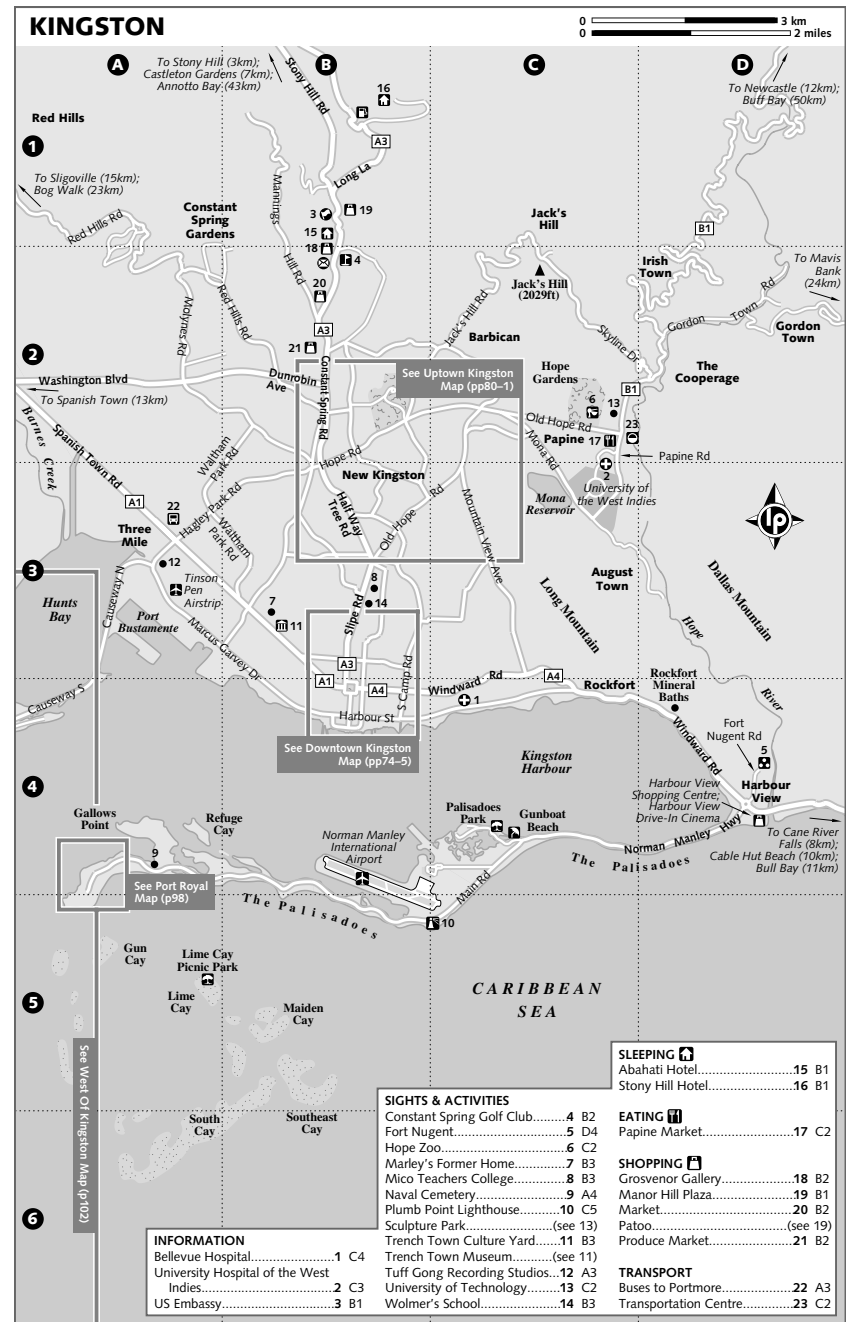 KINGSTON
0 3 km
0 2 miles
A
B
C
D
To Stony Hill (3km);
Castleton Gardens (7km);
Annotto Bay (43km)
Stony Hill Rd
16
To Newcastle (12km);
Buff Bay (50km)
Red Hills
1
A3
Long La
To Sligoville (15km);
Bog Walk (23km)
Mannings
Hill Rd
Red Hills Rd
Constant
Spring
Gardens
3
19
15
18
4
Jack's
Hill
B1
Jack's Hill
(2029ft)
Irish
Town
To Mavis
Bank
(24km)
20
Red Hills Rd
Molynes Rd
A3
Jack's Hill Rd
Barbican
Skyline Dr
Gordon Town Rd
Gordon
Town
2
21
Constant Spring Rd
See Uptown Kingston
Map (pp80–1)
Washington Blvd
Dunrobin
Ave
To Spanish Town (13km)
Hope
Gardens
B1
The
Cooperage
6
13
Old Hope Rd
23
Papine
17
Papine Rd
Barnes Creek
Spanish Town Rd
Waltham
Park Rd
Hope Rd
New Kingston
Mona Rd
2
University of
the West Indies
Mona
Reservoir
A1
22
Hagley Park Rd
Waltham
Park Rd
Half Way
Tree Rd
Old Hope Rd
Mountain View Ave
lp
Three
Mile
3
12
Tinson
Pen
Airstrip
8
14
7
11
Slipe Rd
August
Town
Long Mountain
Dallas Mountain
Hope
River
Hunts
Bay
Causeway N
Port
Bustamente
Marcus Garvey Dr
A3
A1
A4
S Camp Rd
Windward Rd
1
A4
Rockfort
Rockfort
Mineral
Baths
Causeway S
Harbour St
See Downtown Kingston
Map (pp74–5)
Windward Rd
Fort
Nugent Rd
5
Kingston
Harbour
4
Harbour View
Shopping Centre;
Harbour View
Drive-In Cinema
Harbour
View
Gallows
Point
Refuge
Cay
Palisadoes
Park
Gunboat
Beach
Norman Manley
International
Airport
Norman Manley Hwy
The Palisadoes
To Cane River
Falls (8km);
Cable Hut Beach (10km);
Bull Bay (11km)
9
See Port Royal
Map (p98)
Main Rd
The Palisadoes
10
Gun
Cay
Lime Cay
Picnic Park
Lime
Cay
5
Maiden
Cay
CARIBBEAN
SEA
See West Of Kingston Map (p102)
South
Cay
Southeast
Cay
6
INFORMATION
Bellevue Hospital 1 C4
University Hospital of the West
Indies 2 C3
US Embassy 3 B1
SIGHTS & ACTIVITIES
Constant Spring Golf Club 4 B2
Fort Nugent 5 D4
Hope Zoo 6 C2
Marley's Former Home 7 B3
Mico Teachers College 8 B3
Naval Cemetery 9 A4
Plumb Point Lighthouse 10 C5
Sculpture Park (see 13)
Trench Town Culture Yard 11 B3
Trench Town Museum (see 11)
Tuff Gong Recording Studios 12 A3
University of Technology 13 C2
Wolmer's School 14 B3
SLEEPING
Abahati Hotel 15 B1
Stony Hill Hotel 16 B1
EATING
Papine Market 17 C2
SHOPPING
Grosvenor Gallery 18 B2
Manor Hill Plaza 19 B1
Market 20 B2
Patoo (see 19)
Produce Market 21 B2
TRANSPORT
Buses to Portmore 22 A3
Transportation Centre 23 C2